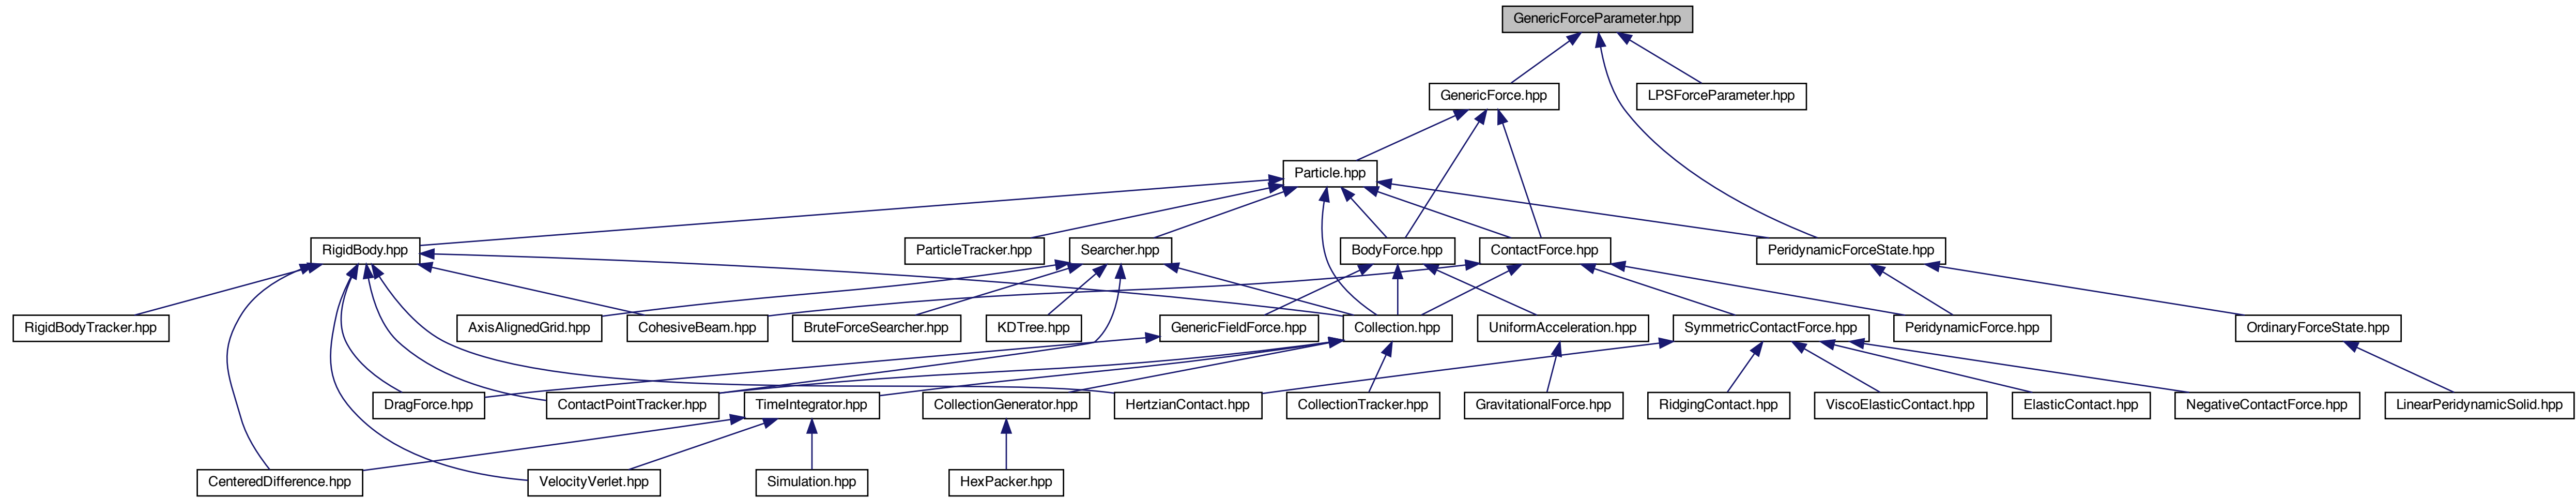 GenericForceParameter.hpp
GenericForce.hpp
LPSForceParameter.hpp
Particle.hpp
RigidBody.hpp
ParticleTracker.hpp
Searcher.hpp
BodyForce.hpp
ContactForce.hpp
PeridynamicForceState.hpp
RigidBodyTracker.hpp
AxisAlignedGrid.hpp
CohesiveBeam.hpp
BruteForceSearcher.hpp
KDTree.hpp
GenericFieldForce.hpp
Collection.hpp
UniformAcceleration.hpp
SymmetricContactForce.hpp
PeridynamicForce.hpp
OrdinaryForceState.hpp
DragForce.hpp
ContactPointTracker.hpp
TimeIntegrator.hpp
CollectionGenerator.hpp
HertzianContact.hpp
CollectionTracker.hpp
GravitationalForce.hpp
RidgingContact.hpp
ViscoElasticContact.hpp
ElasticContact.hpp
NegativeContactForce.hpp
LinearPeridynamicSolid.hpp
CenteredDifference.hpp
VelocityVerlet.hpp
Simulation.hpp
HexPacker.hpp